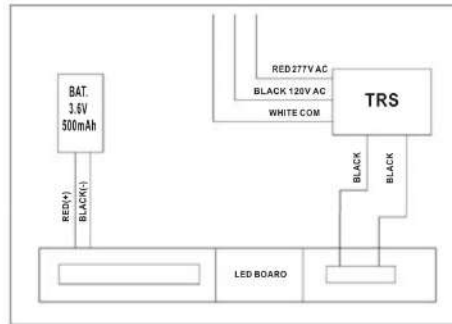 RED 277V AC
BLACK 120V AC
WHITE COM
TRS
BAT.
3.6V
500mAh
RED(+)
BLACK(-)
BLACK
BLACK
LED BOARD